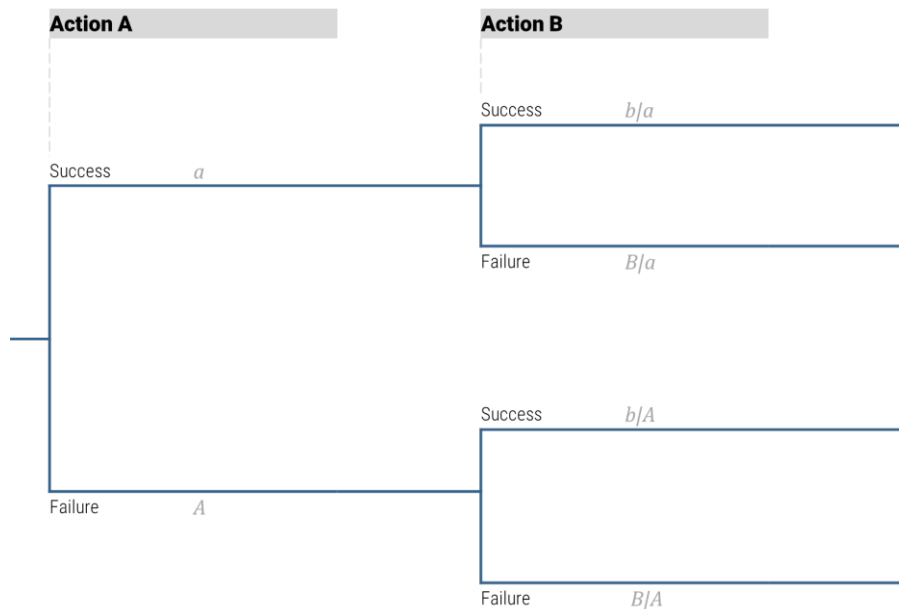 Action A
Action B
Success b/a
Success a
Failure B/a
Success b/A
Failure A
Failure B/A